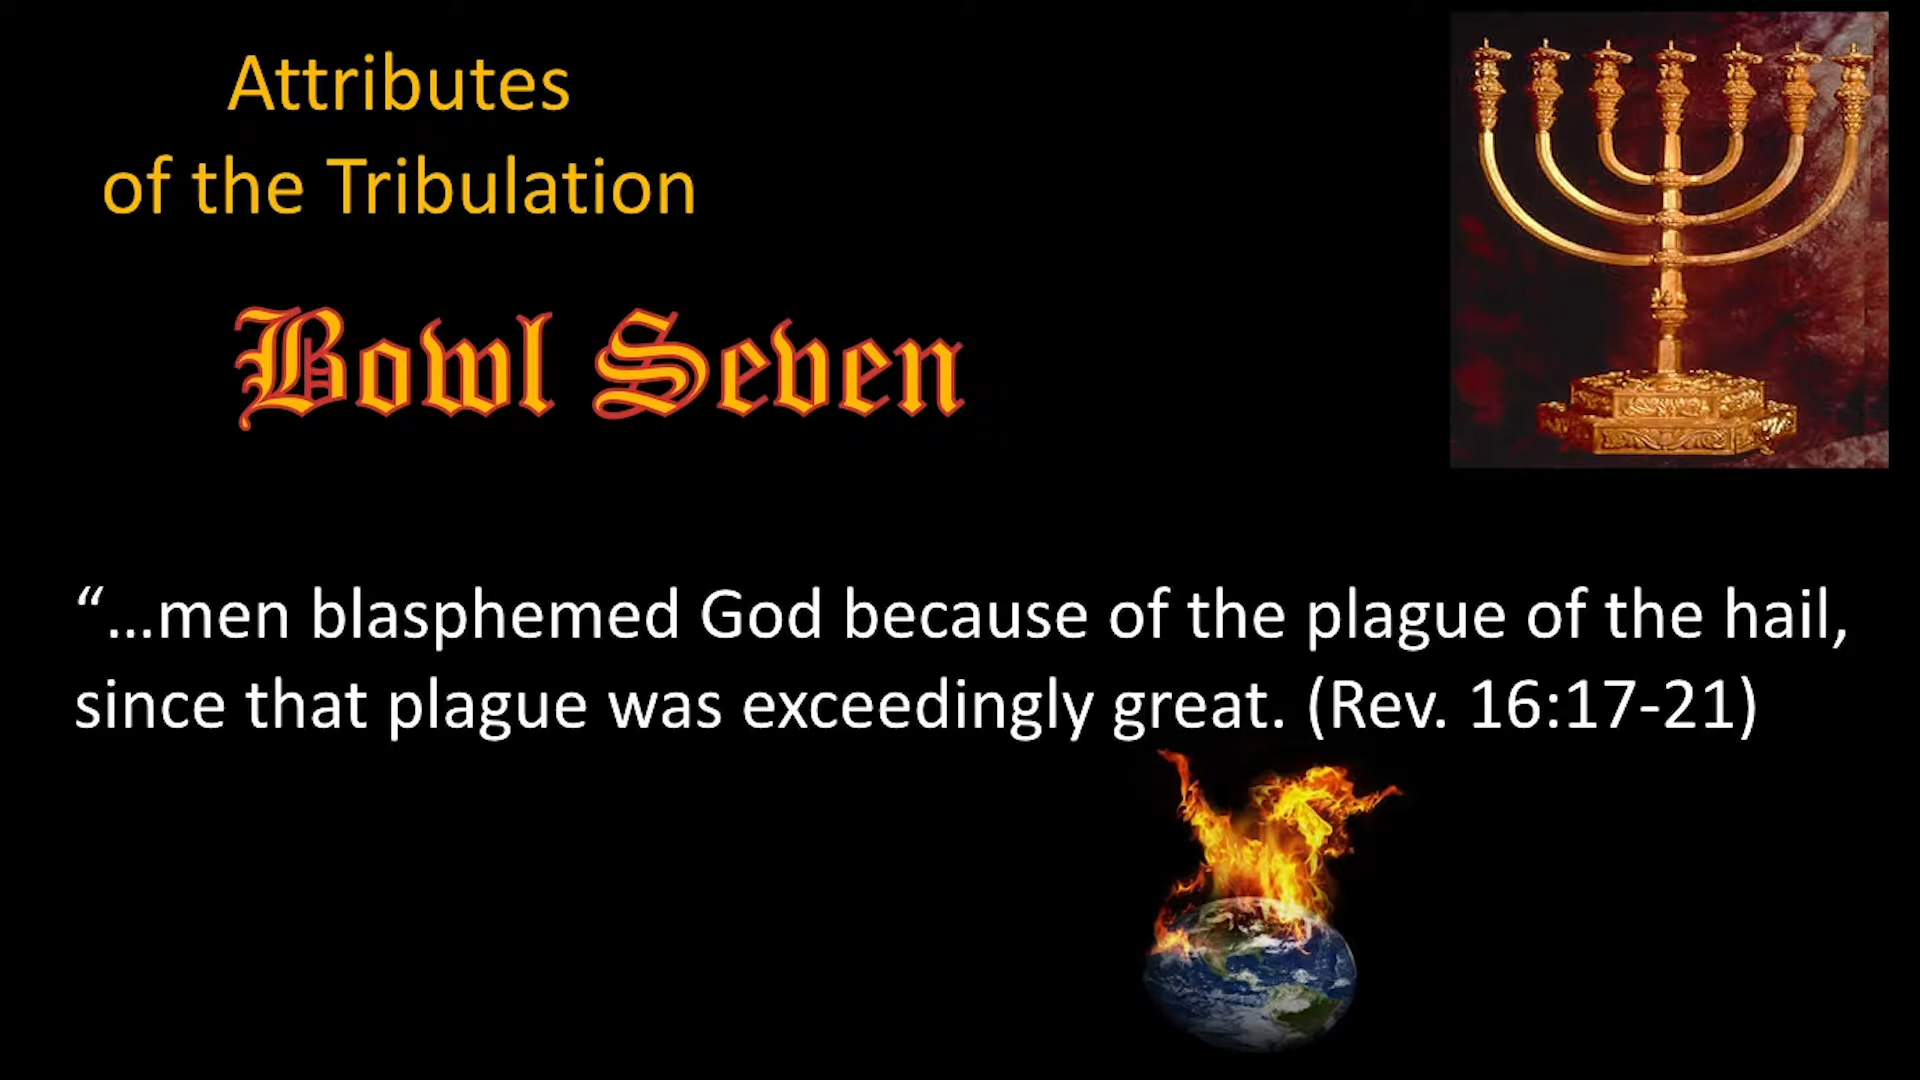 Attributes
of the Tribulation
Bowl Seven
“…men blasphemed God because of the plague of the hail,
since that plague was exceedingly great. (Rev. 16:17-21)